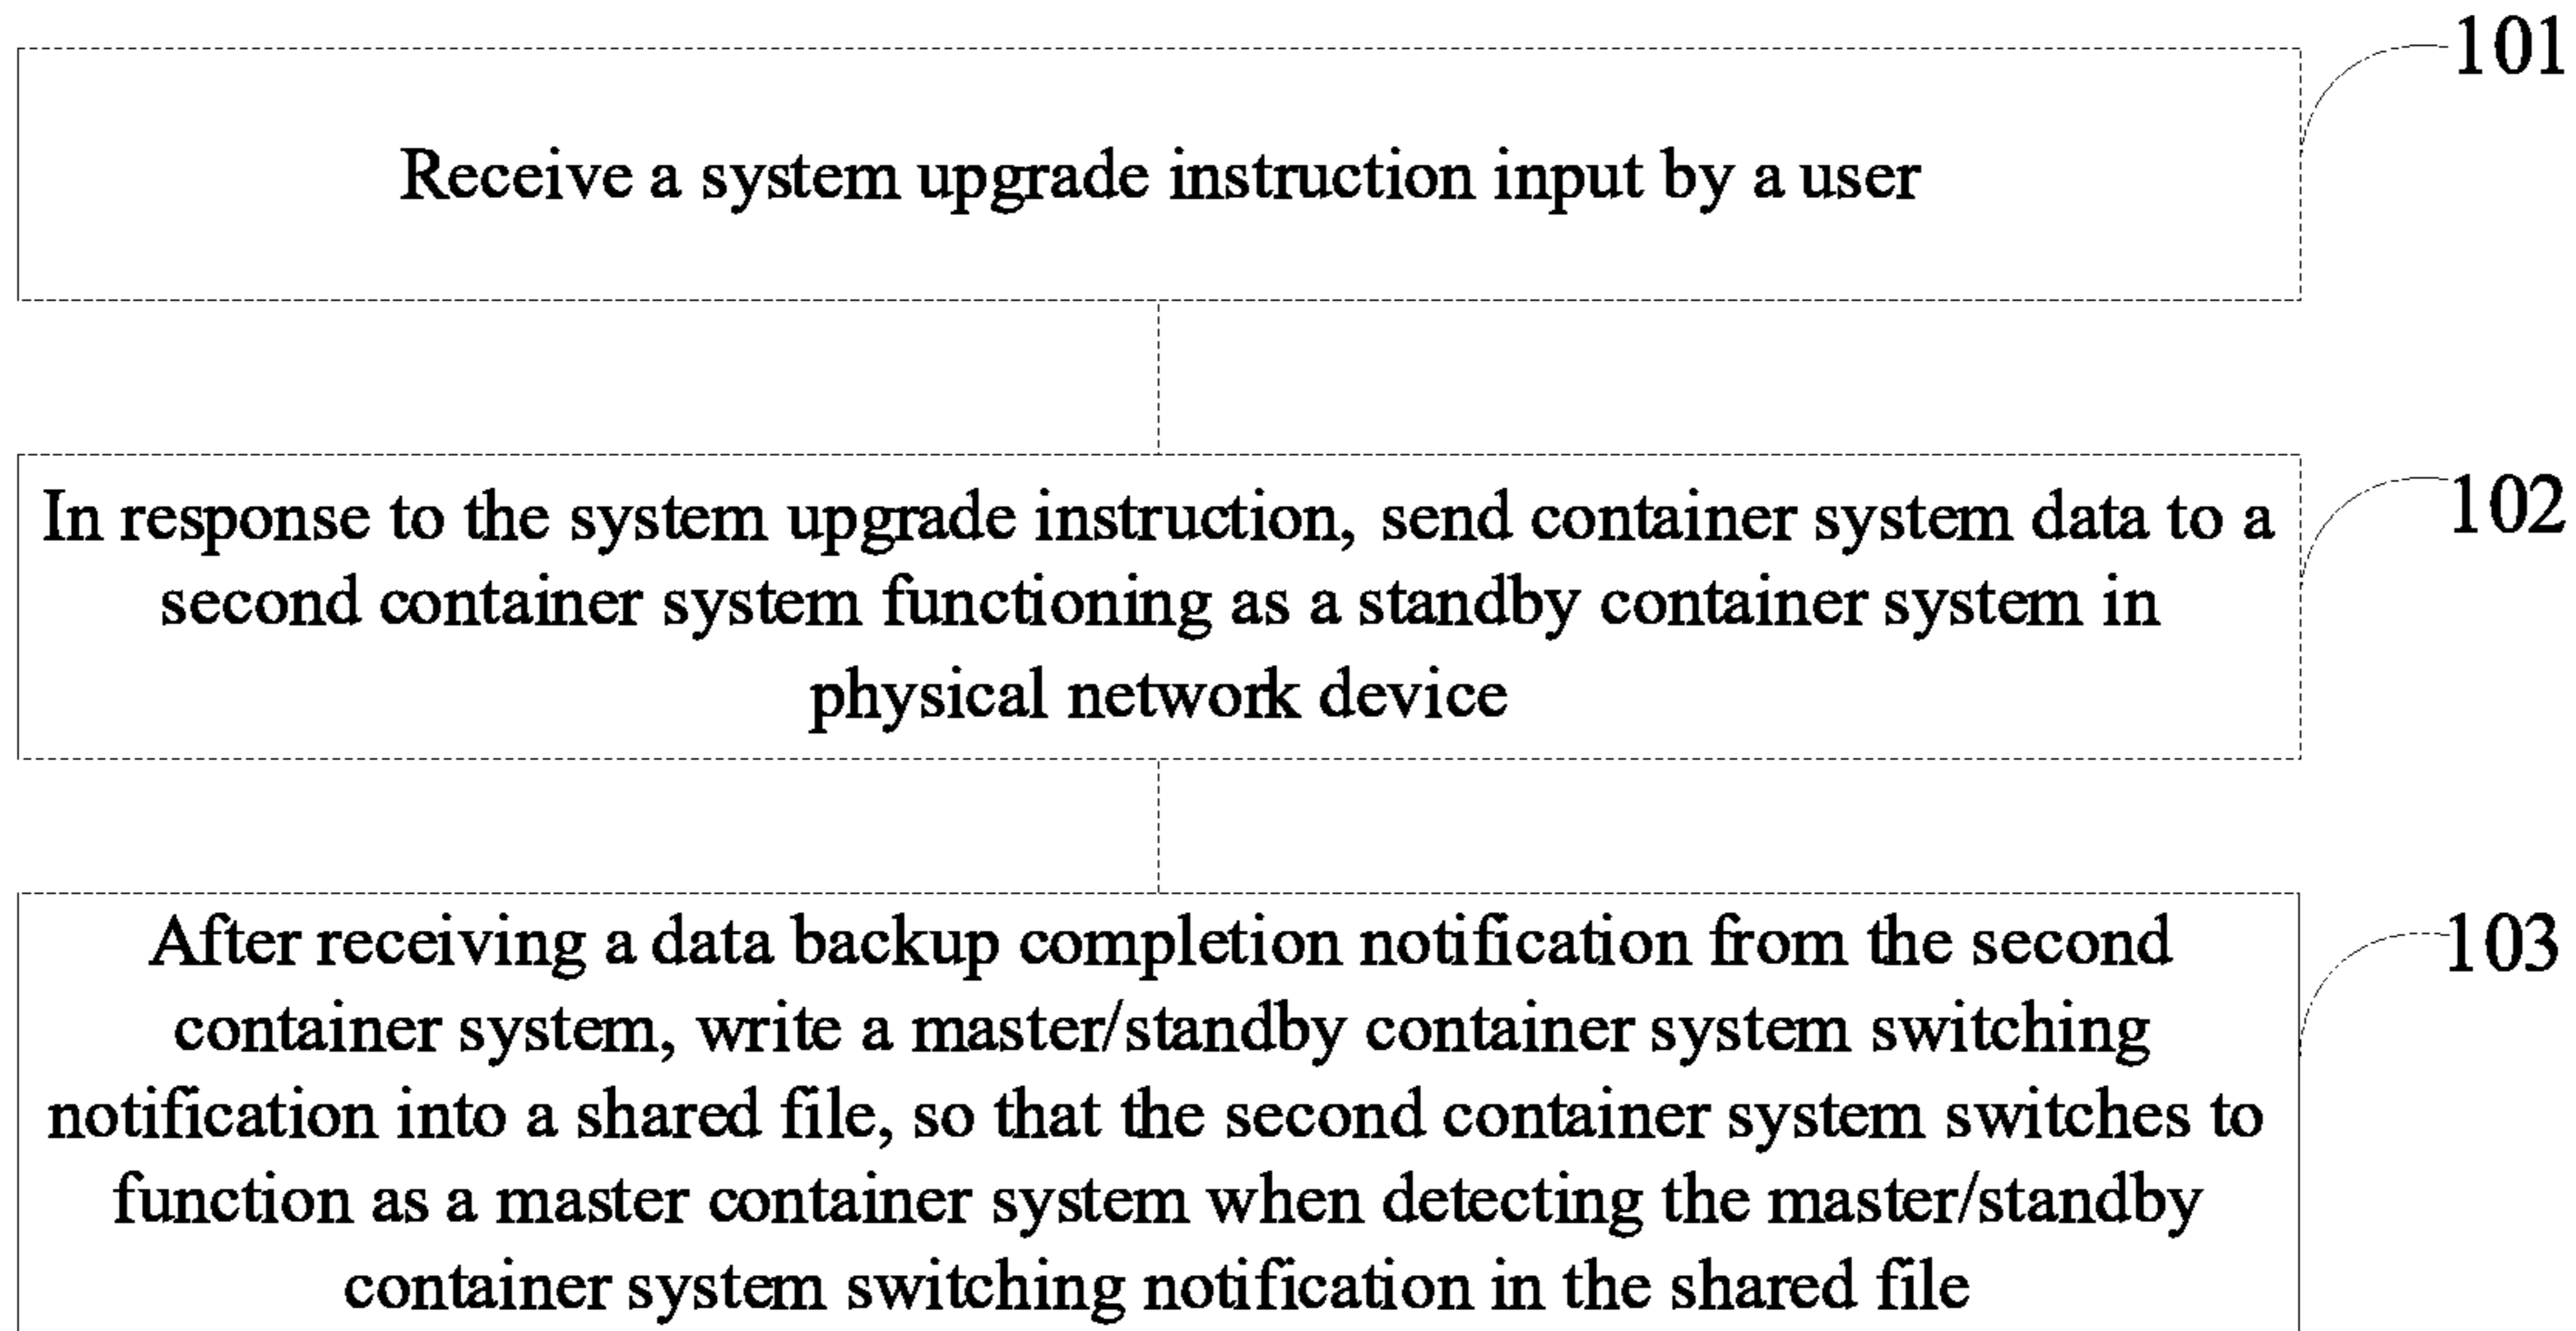 101
Receive a system upgrade instruction input by a user
In response to the system upgrade instruction, send container system data to a
second container system functioning as a standby container system in
physical network device
102
After receiving a data backup completion notification from the second
container system, write a master/standby container system switching
notification into a shared file, so that the second container system switches to
function as a master container system when detecting the master/standby
container system switching notification in the shared file
103